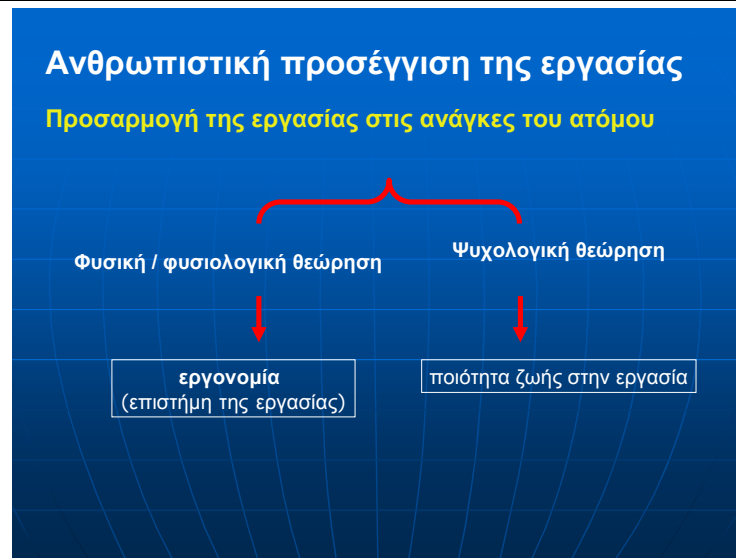 Ανθρωπιστική προσέγγιση της εργασίας
Προσαρμογή της εργασίας στις ανάγκες του ατόμου
Φυσική / φυσιολογική θεώρηση
Ψυχολογική θεώρηση
εργονομία
(επιστήμη της εργασίας)
ποιότητα ζωής στην εργασία